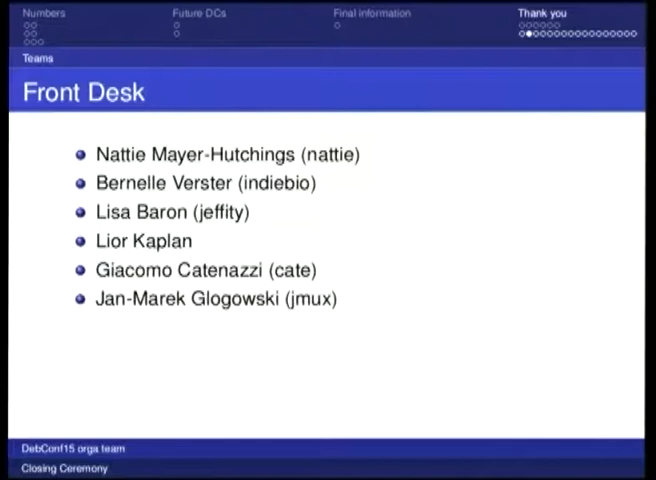 Numbers
Future DCs
Final information
Thank you
Teams
Front Desk
Nattie Mayer-Hutchings (nattie)
Bernelle Verster (indiebio)
Lisa Baron (jeffity)
Lior Kaplan
Giacomo Catenazzi (cate)
Jan-Marek Glogowski (jmux)
DebConf15 orga team
Closing Ceremony